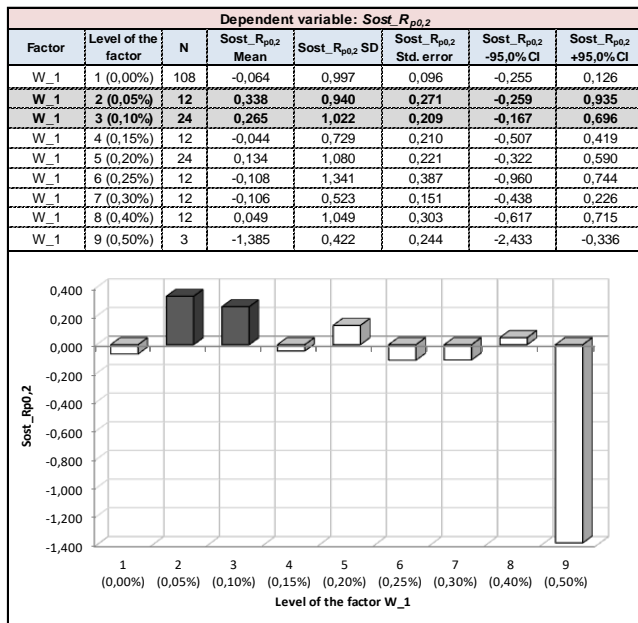 Dependent variable: Sost_Rp0,2
Factor Level of the factor N Sost_Rp0,2 Mean Sost_Rp0,2 SD Sost_Rp0,2 Std. error Sost_Rp0,2 -95,0%CI Sost_Rp0,2 +95,0%CI
W_1 1 (0,00%) 108 -0,064 0,997 0,096 -0,255 0,126
W_1 2 (0,05%) 12 0,338 0,940 0,271 -0,259 0,935
W_1 3 (0,10%) 24 0,265 1,022 0,209 -0,167 0,696
W_1 4 (0,15%) 12 -0,044 0,729 0,210 -0,507 0,419
W_1 5 (0,20%) 24 0,134 1,080 0,221 -0,322 0,590
W_1 6 (0,25%) 12 -0,108 1,341 0,387 -0,960 0,744
W_1 7 (0,30%) 12 -0,106 0,523 0,151 -0,438 0,226
W_1 8 (0,40%) 12 0,049 1,049 0,303 -0,617 0,715
W_1 9 (0,50%) 3 -1,385 0,422 0,244 -2,433 -0,336
0,400
0,200
0,000
-0,200
-0,400
-0,600
-0,800
-1,000
-1,200
-1,400
Sost_Rp0,2
1 2 3 4 5 6 7 8 9
(0,00%) (0,05%) (0,10%) (0,15%) (0,20%) (0,25%) (0,30%) (0,40%) (0,50%)
Level of the factor W_1